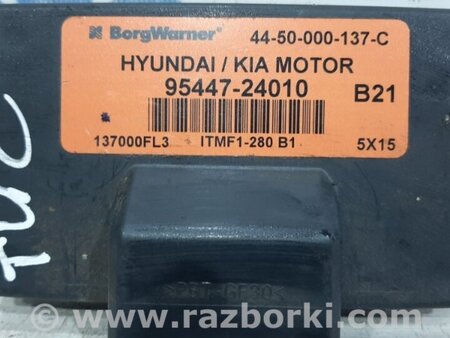 BorgWarner 44-50-000-137-C
HYUNDAI / KIA MOTOR
95447-24010 B21
137000FL3 ITMF1-280 B1 5X15
TUC
www.razborki.com